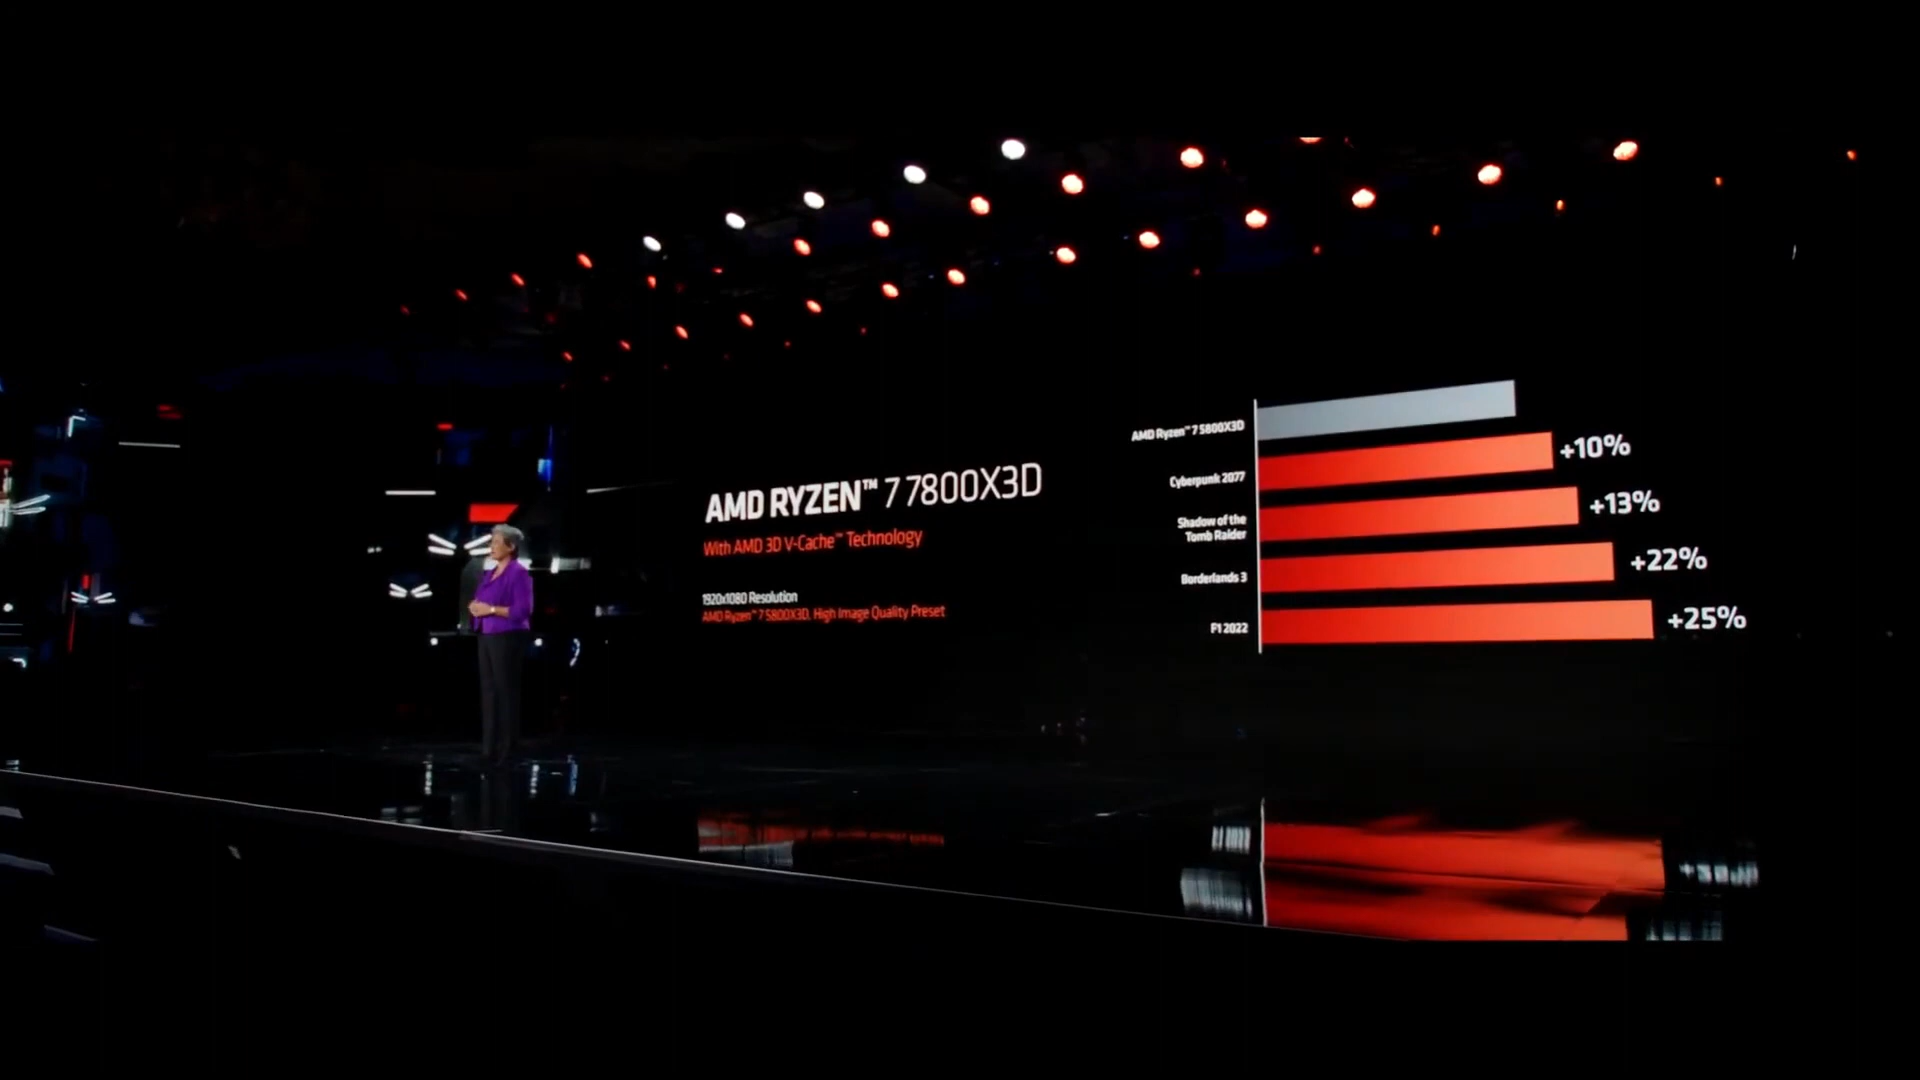 AMD RYZEN™ 7 7800X3D
With AMD 3D V-Cache™ Technology
1920x1080 Resolution
AMD Ryzen™ 7 5800X3D, High Image Quality Preset
AMD Ryzen™ 7 5800X3D
Cyberpunk 2077
+10%
Shadow of the
Tomb Raider
+13%
Borderlands 3
+22%
F1 2022
+25%